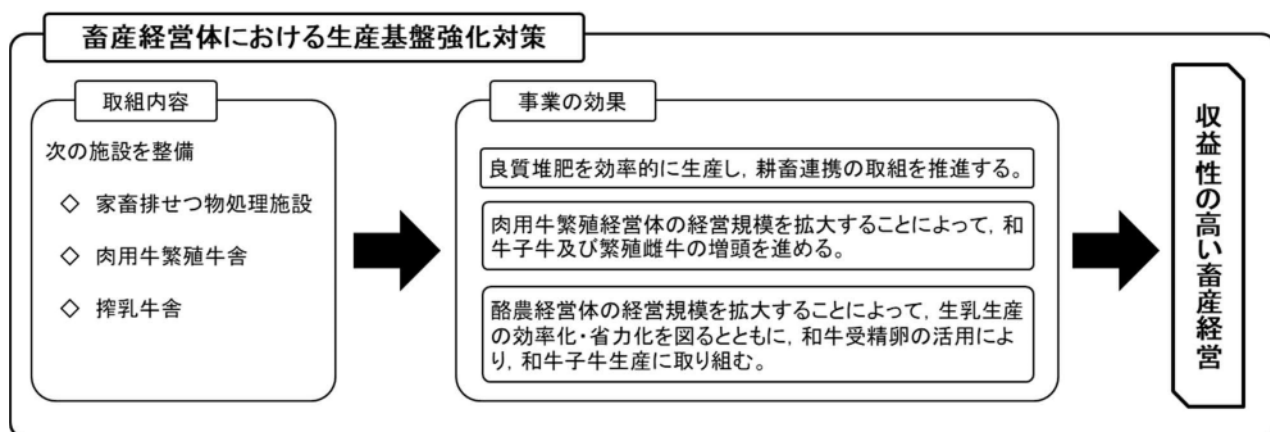 畜産経営体における生産基盤強化対策
取組内容
次の施設を整備
◇ 家畜排せつ物処理施設
◇ 肉用牛繁殖牛舎
◇ 搾乳牛舎
事業の効果
良質堆肥を効率的に生産し，耕畜連携の取組を推進する。
肉用牛繁殖経営体の経営規模を拡大することによって，和
牛子牛及び繁殖雌牛の増頭を進める。
酪農経営体の経営規模を拡大することによって，生乳生産
の効率化・省力化を図るとともに，和牛受精卵の活用によ
り，和牛子牛生産に取り組む。
収益性の高い畜産経営